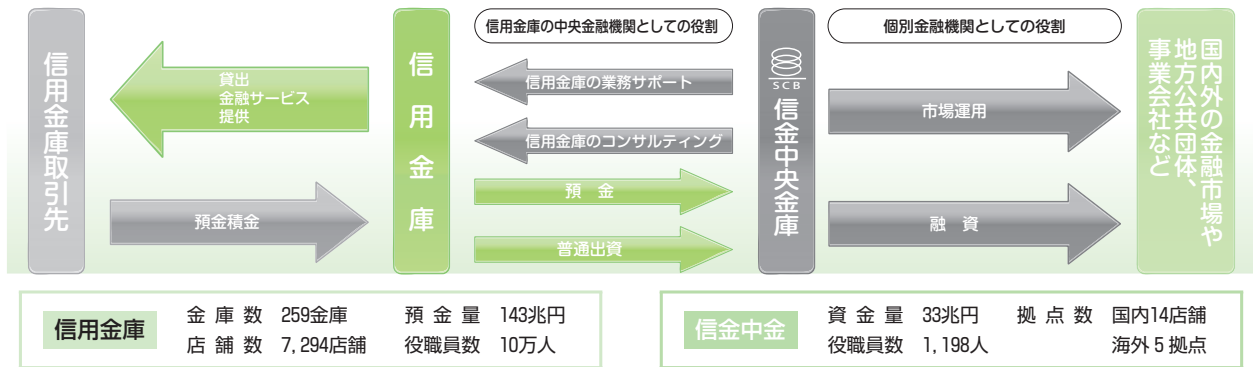 信用金庫の中央金融機関としての役割
個別金融機関としての役割
信用金庫取引先
貸出
金融サービス
提供
預金積金
信用金庫
信用金庫の業務サポート
信用金庫のコンサルティング
預 金
普通出資
SCB
信金中央金庫
市場運用
融 資
国内外の金融市場や
地方公共団体、
事業会社など
信用金庫
金庫数 259金庫 預金量 143兆円
店舗数 7,294店舗 役職員数 10万人
信金中金
資金量 33兆円 拠点数 国内14店舗
役職員数 1,198人 海外5拠点